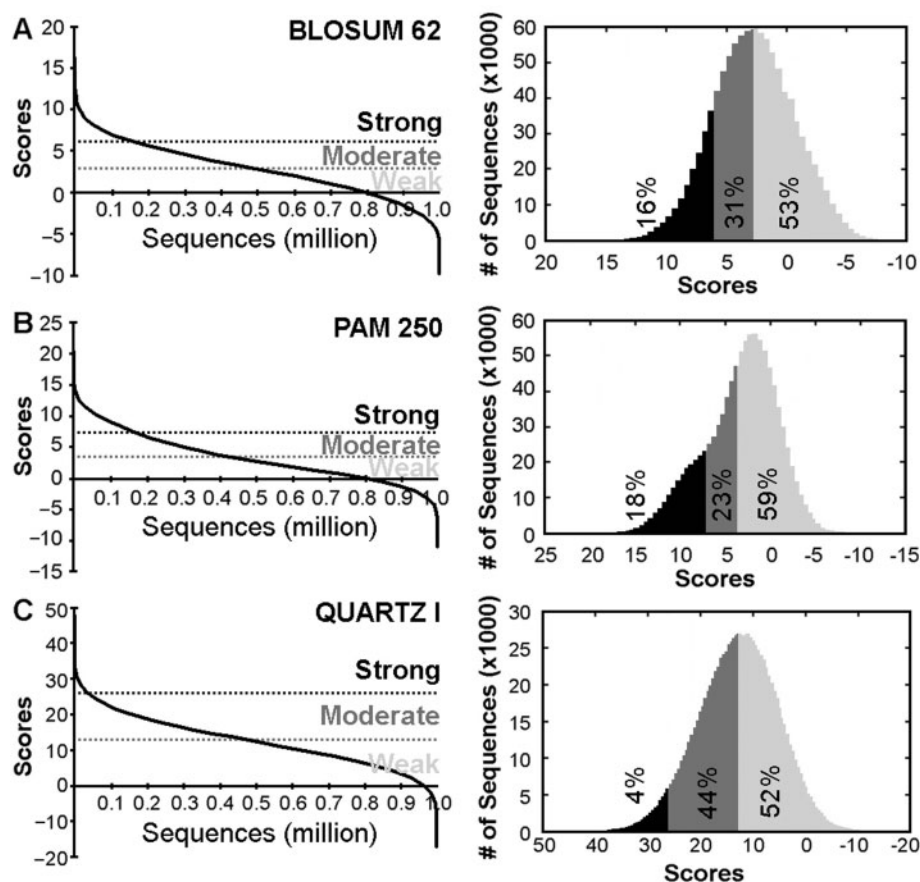 A
BLOSUM 62
20
15
10
5
0
−5
−10
Scores
Strong
Moderate
Weak
0.1 0.2 0.3 0.4 0.5 0.6 0.7 0.8 0.9 1.0
Sequences (million)
# of Sequences (x1000)
60
50
40
30
20
10
0
16%
31%
53%
20 15 10 5 0 -5 -10
Scores
B
PAM 250
25
20
15
10
5
0
−5
−10
−15
Scores
Strong
Moderate
Weak
0.1 0.2 0.3 0.4 0.5 0.6 0.7 0.8 0.9 1.0
Sequences (million)
# of Sequences (x1000)
60
50
40
30
20
10
0
18%
23%
59%
25 20 15 10 5 0 -5 -10 -15
Scores
C
QUARTZ I
50
40
30
20
10
0
−10
−20
Scores
Strong
Moderate
Weak
0.1 0.2 0.3 0.4 0.5 0.6 0.7 0.8 0.9 1.0
Sequences (million)
# of Sequences (x1000)
30
25
20
15
10
5
0
4%
44%
52%
50 40 30 20 10 0 -10 -20
Scores